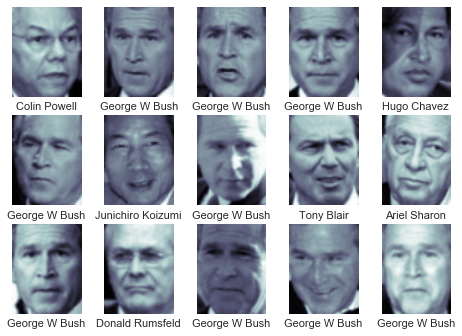 Colin Powell George W Bush George W Bush George W Bush Hugo Chavez
George W Bush Junichiro Koizumi George W Bush Tony Blair Ariel Sharon
George W Bush Donald Rumsfeld George W Bush George W Bush George W Bush